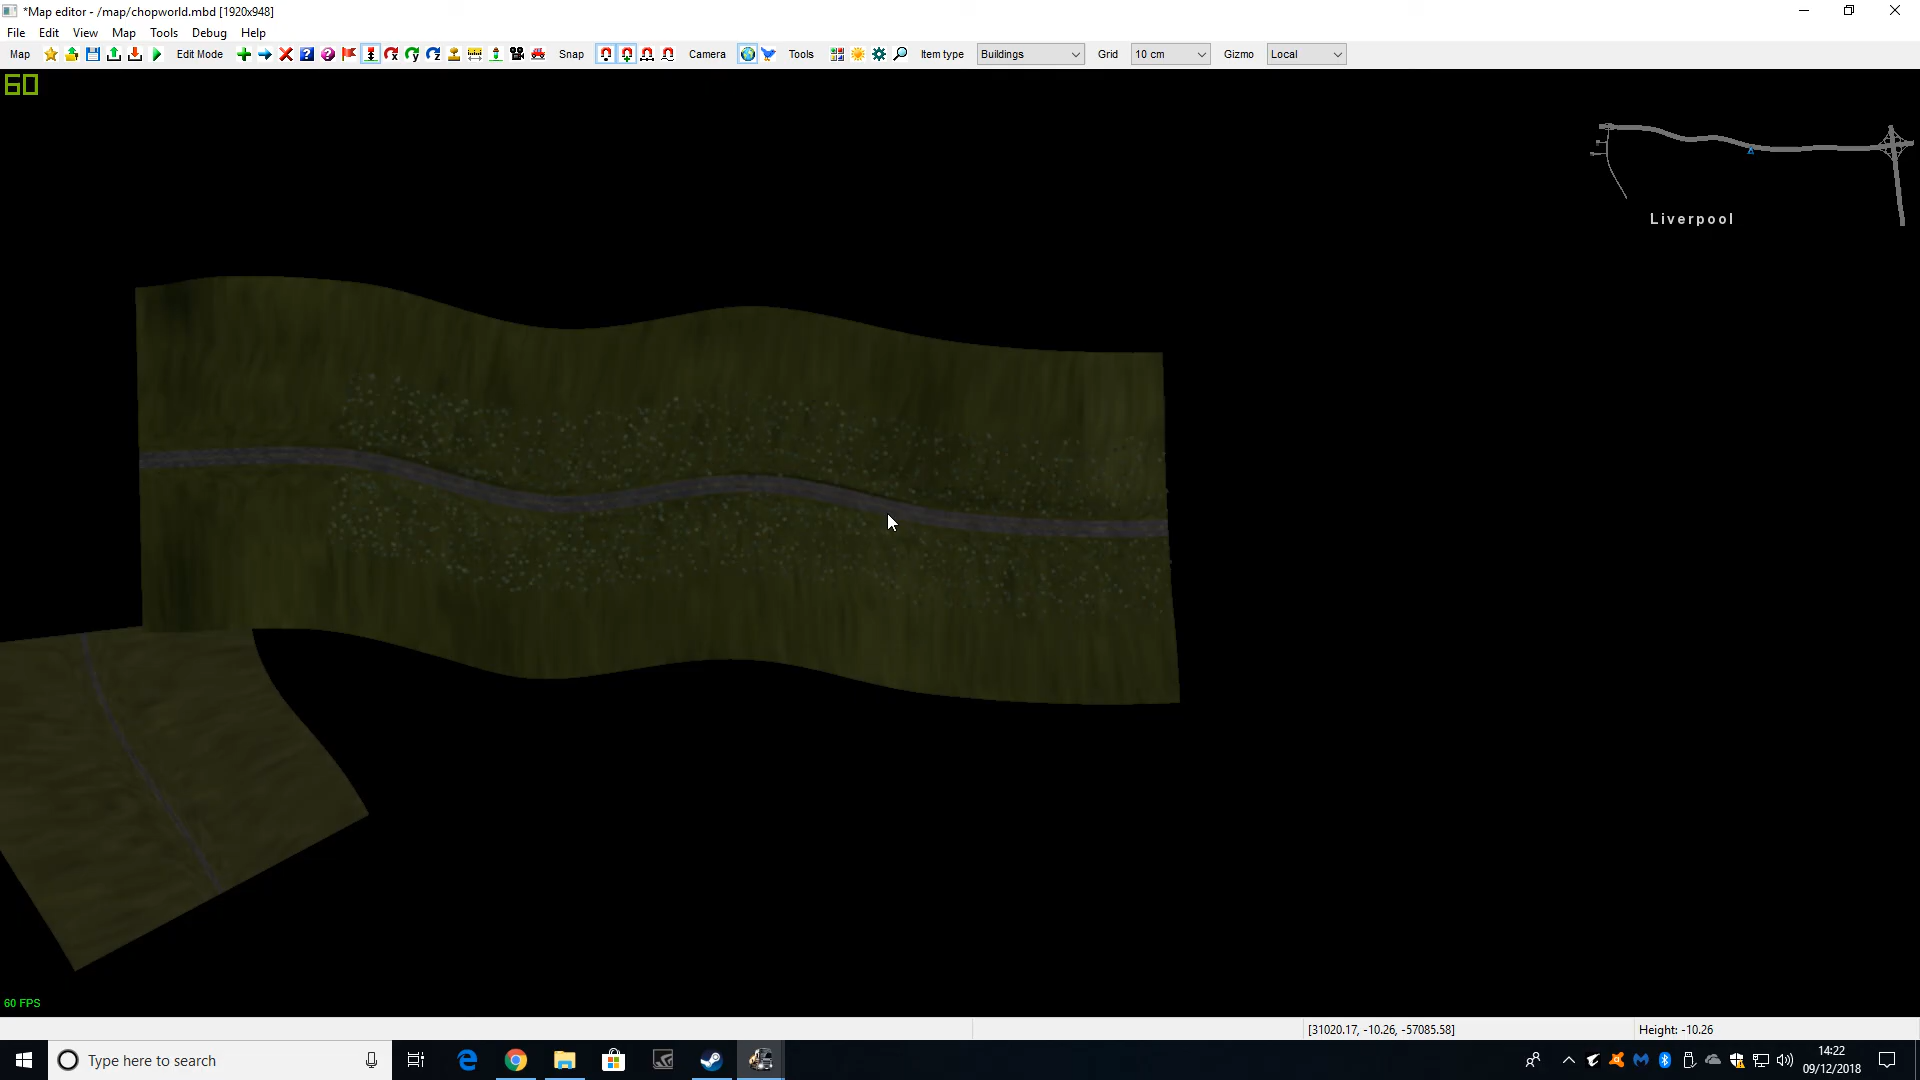 *Map editor - /map/chopworld.mbd [1920x948]
File Edit View Map Tools Debug Help
Map Edit Mode Snap Camera Tools Item type Buildings Grid 10 cm Gizmo Local
60
Liverpool
60 FPS
[31020.17, -10.26, -57085.58] Height: -10.26
Type here to search
14:22
09/12/2018